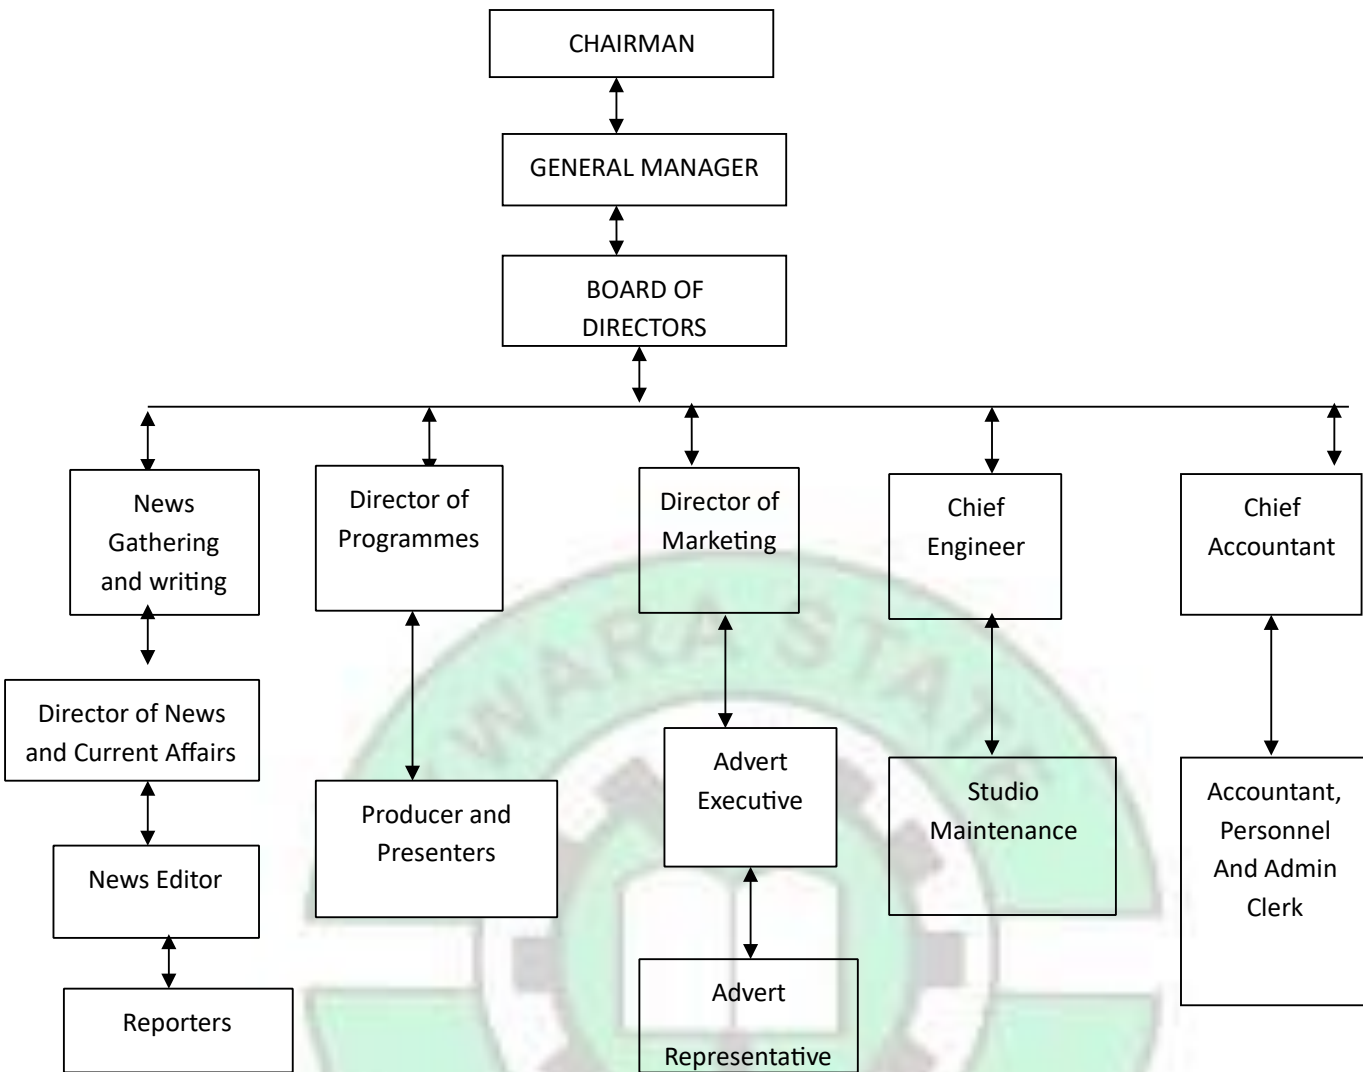 CHAIRMAN
GENERAL MANAGER
BOARD OF
DIRECTORS
News
Gathering
and writing
Director of
Programmes
Director of
Marketing
Chief
Engineer
Chief
Accountant
Director of News
and Current Affairs
News Editor
Reporters
Producer and
Presenters
Advert
Executive
Advert
Representative
Studio
Maintenance
Accountant,
Personnel
And Admin
Clerk
WARA STATE